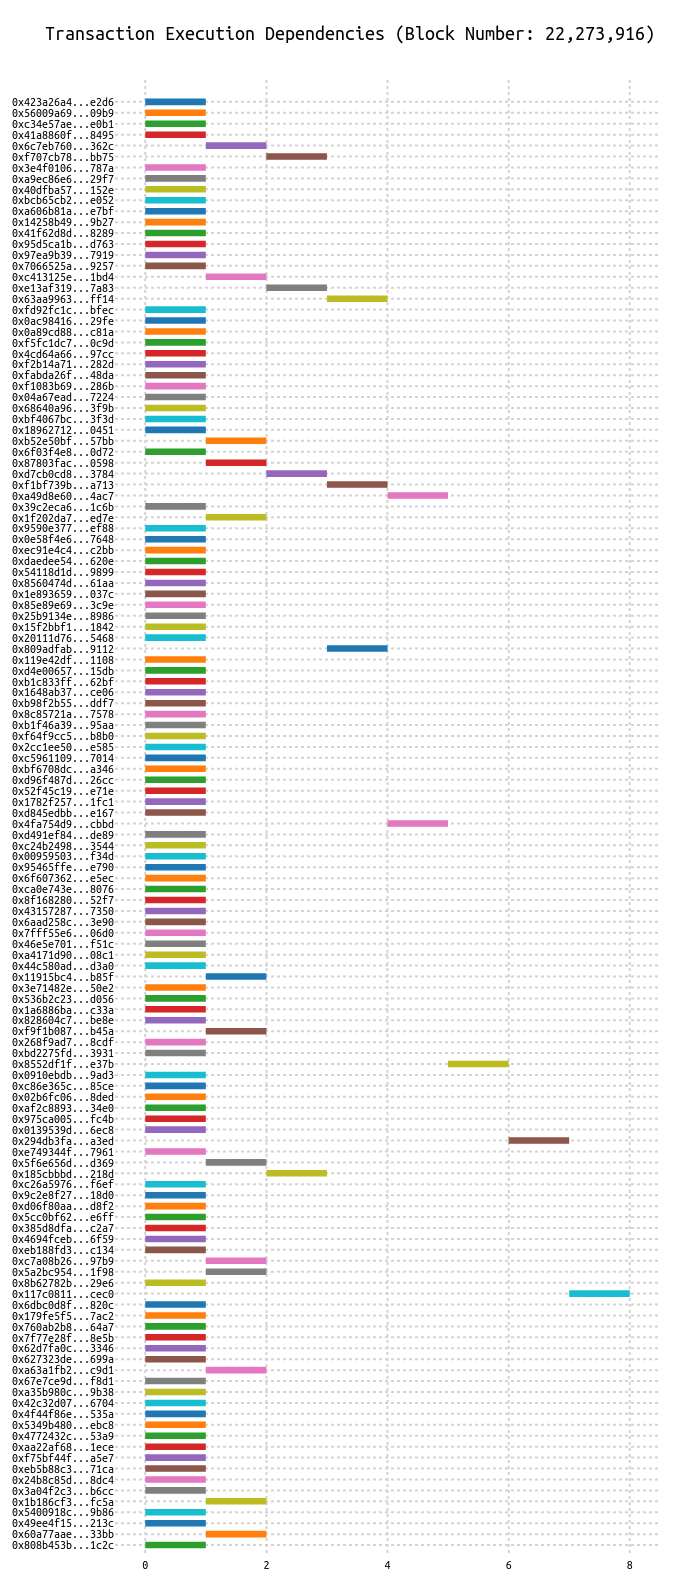 Transaction Execution Dependencies (Block Number: 22,273,916)
0x423a26a4...e2d6
0x56009a69...09b9
0xc34e57ae...e0b1
0x41a8860f...8495
0x6c7eb760...362c
0xf707cb78...bb75
0x3e4f0106...787a
0xa9ec86e6...29f7
0x40dfba57...152e
0xbcb65cb2...e052
0xa606b81a...e7bf
0x14258b49...9b27
0x41f62d8d...8289
0x95d5ca1b...d763
0x97ea9b39...7919
0x7066525a...9257
0xc413125e...1bd4
0xe13af319...7a83
0x63aa9963...ff14
0xfd92fc1c...bfec
0x0ac98416...29fe
0x0a89cd88...c81a
0xf5fc1dc7...0c9d
0x4cd64a66...97cc
0xf2b14a71...282d
0xfabda26f...48da
0xf1083b69...286b
0x04a67ead...7224
0x68640a96...3f9b
0xbf4067bc...3f3d
0x18962712...0451
0xb52e50bf...57bb
0x6f03f4e8...0d72
0x87803fac...0598
0xd7cb0cd8...3784
0xf1bf739b...a713
0xa49d8e60...4ac7
0x39c2eca6...1c6b
0x1f202da7...ed7e
0x9590e377...ef88
0x0e58f4e6...7648
0xec91e4c4...c2bb
0xdaedee54...620e
0x54118d1d...9899
0x8560474d...61aa
0x1e893659...037c
0x85e89e69...3c9e
0x25b9134e...8986
0x15f2bbf1...1842
0x20111d76...5468
0x809adfab...9112
0x119e42df...1108
0xd4e00657...15db
0xb1c833ff...62bf
0x1648ab37...ce06
0xb98f2b55...ddf7
0x8c85721a...7578
0xb1f46a39...95aa
0xf64f9cc5...b8b0
0x2cc1ee50...e585
0xc5961109...7014
0xbf6708dc...a346
0xd96f487d...26cc
0x52f45c19...e71e
0x1782f257...1fc1
0xd845edbb...e167
0x4fa754d9...cbbd
0xd491ef84...de89
0xc24b2498...3544
0x00959503...f34d
0x95465ffe...e790
0x6f607362...e5ec
0xca0e743e...8076
0x8f168280...52f7
0x43157287...7350
0x6aad258c...3e90
0x7fff55e6...06d0
0x46e5e701...f51c
0xa4171d90...08c1
0x44c580ad...d3a0
0x11915bc4...b85f
0x3e71482e...50e2
0x536b2c23...d056
0x1a6886ba...c33a
0x828604c7...be8e
0xf9f1b087...b45a
0x268f9ad7...8cdf
0xbd2275fd...3931
0x8552df1f...e37b
0x0910ebdb...9ad3
0xc86e365c...85ce
0x02b6fc06...8ded
0xaf2c8893...34e0
0x975ca005...fc4b
0x0139539d...6ec8
0x294db3fa...a3ed
0xe749344f...7961
0x5f6e656d...d369
0x185cbbbd...218d
0xc26a5976...f6ef
0x9c2e8f27...18d0
0xd06f80aa...d8f2
0x5cc0bf62...e6ff
0x385d8dfa...c2a7
0x4694fceb...6f59
0xeb188fd3...c134
0xc7a08b26...97b9
0x5a2bc954...1f98
0x8b62782b...29e6
0x117c0811...cec0
0x6dbc0d8f...820c
0x179fe5f5...7ac2
0x760ab2b8...64a7
0x7f77e28f...8e5b
0x62d7fa0c...3346
0x627323de...699a
0xa63a1fb2...c9d1
0x67e7ce9d...f8d1
0xa35b980c...9b38
0x42c32d07...6704
0x4f44f86e...535a
0x5349b480...ebc8
0x4772432c...53a9
0xaa22af68...1ece
0xf75bf44f...a5e7
0xeb5b88c3...71ca
0x24b8c85d...8dc4
0x3a04f2c3...b6cc
0x1b186cf3...fc5a
0x5400918c...9b86
0x49ee4f15...213c
0x60a77aae...33bb
0x808b453b...1c2c
0 2 4 6 8